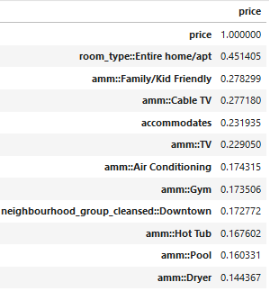 price
price 1.000000
room_type::Entire home/apt 0.451405
amm::Family/Kid Friendly 0.278299
amm::Cable TV 0.277180
accommodates 0.231935
amm::TV 0.229050
amm::Air Conditioning 0.174315
amm::Gym 0.173506
neighbourhood_group_cleansed::Downtown 0.172772
amm::Hot Tub 0.167602
amm::Pool 0.160331
amm::Dryer 0.144367